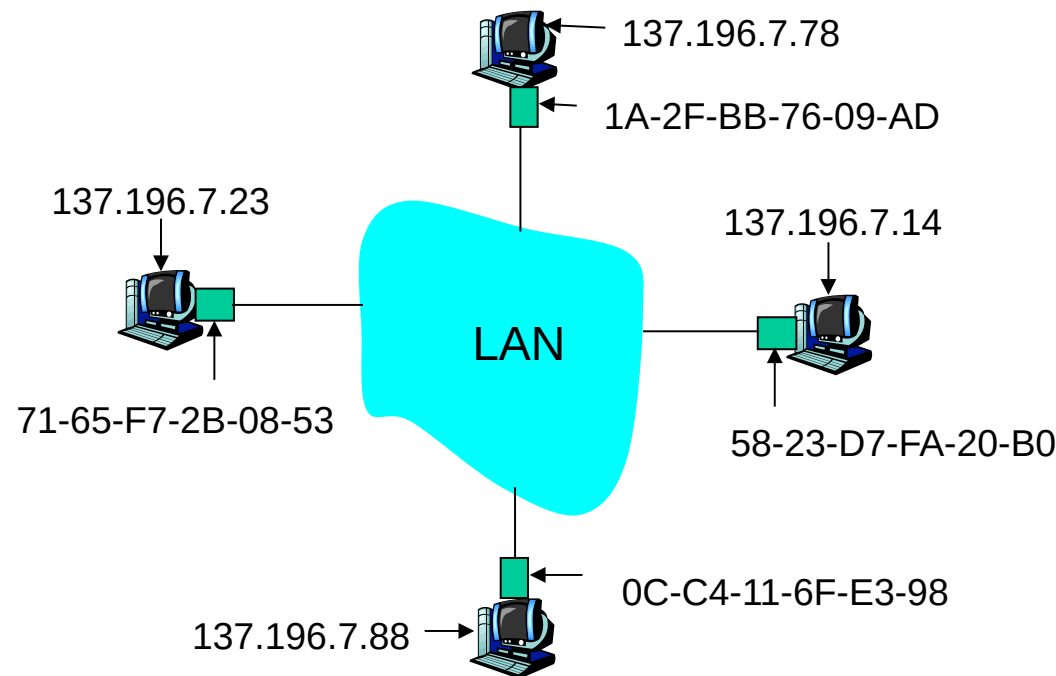 137.196.7.78
1A-2F-BB-76-09-AD
137.196.7.23
137.196.7.14
LAN
71-65-F7-2B-08-53
58-23-D7-FA-20-B0
0C-C4-11-6F-E3-98
137.196.7.88